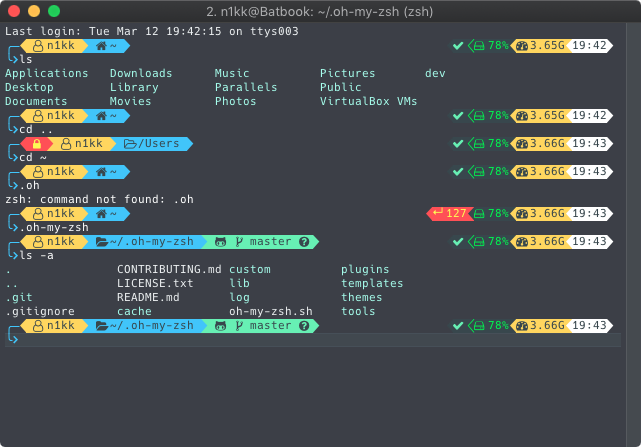 2. n1kk@Batbook: ~/.oh-my-zsh (zsh)
Last login: Tue Mar 12 19:42:15 on ttys003
n1kk ~ 78% 3.65G 19:42
ls
Applications Downloads Music Pictures dev
Desktop Library Parallels Public
Documents Movies Photos VirtualBox VMs
n1kk ~ 78% 3.65G 19:42
cd ..
n1kk /Users 78% 3.66G 19:43
cd ~
n1kk ~ 78% 3.66G 19:43
.oh
zsh: command not found: .oh
n1kk ~ 127 78% 3.66G 19:43
.oh-my-zsh
n1kk ~/.oh-my-zsh master ? 78% 3.66G 19:43
ls -a
. CONTRIBUTING.md custom plugins
.. LICENSE.txt lib templates
.git README.md log themes
.gitignore cache oh-my-zsh.sh tools
n1kk ~/.oh-my-zsh master ? 78% 3.66G 19:43